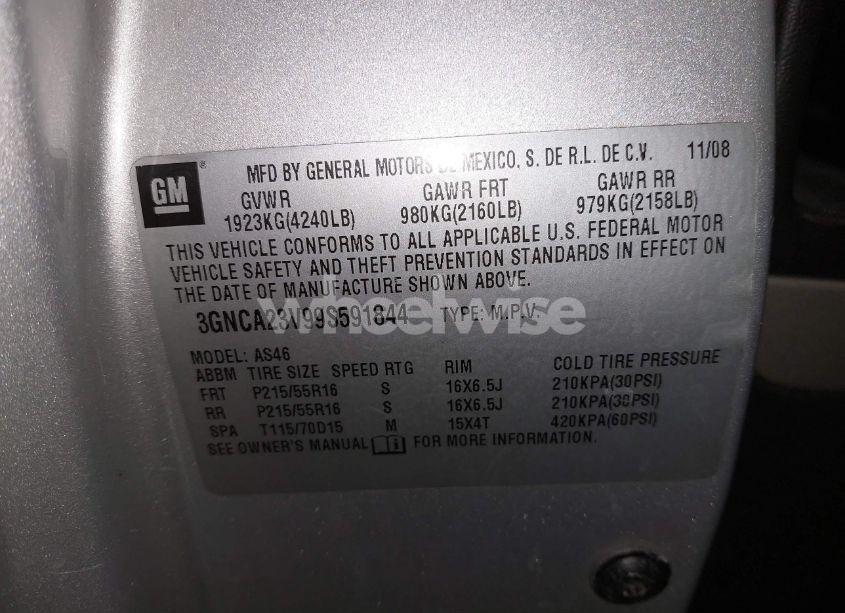 GM
MFD BY GENERAL MOTORS DE MEXICO, S. DE R.L. DE C.V. 11/08
GVWR GAWR FRT GAWR RR
1923KG(4240LB) 980KG(2160LB) 979KG(2158LB)
THIS VEHICLE CONFORMS TO ALL APPLICABLE U.S. FEDERAL MOTOR
VEHICLE SAFETY AND THEFT PREVENTION STANDARDS IN EFFECT ON
THE DATE OF MANUFACTURE SHOWN ABOVE.
wheelwise
3GNCA23V99S591844 TYPE: M.P.V.
MODEL: AS46
ABBM TIRE SIZE SPEED RTG RIM COLD TIRE PRESSURE
FRT P215/55R16 S 16X6.5J 210KPA(30PSI)
RR P215/55R16 S 16X6.5J 210KPA(30PSI)
SPA T115/70D15 M 15X4T 420KPA(60PSI)
SEE OWNER'S MANUAL FOR MORE INFORMATION.